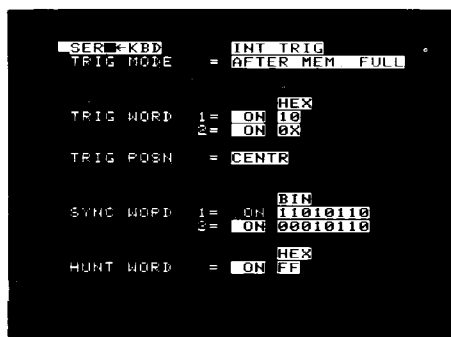 SER ←KBD INT TRIG
TRIG MODE = AFTER MEM. FULL
HEX
TRIG WORD 1= ON 10
2= ON 0X
TRIG POSN = CENTR
BIN
SYNC WORD 1= ON 11010110
2= ON 00010110
HEX
HUNT WORD = ON FF